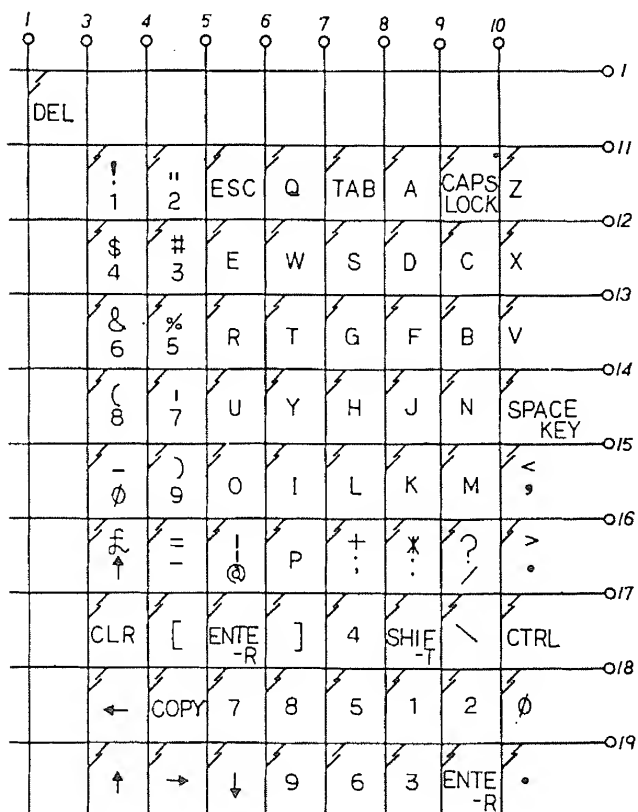 1 3 4 5 6 7 8 9 10
1
DEL
11
! " ESC Q TAB A CAPS Z
1 2 LOCK
12
$ # E W S D C X
4 3
13
& % R T G F B V
6 5
14
( ' U Y H J N SPACE
8 7 KEY
15
_ ) O I L K M <
Ø 9 ,
16
£ = ¦ P + * ? >
↑ - @ ; : / .
17
CLR [ ENTE ] 4 SHIF \ CTRL
-R -T
18
← COPY 7 8 5 1 2 Ø
19
↑ → ↓ 9 6 3 ENTE .
-R